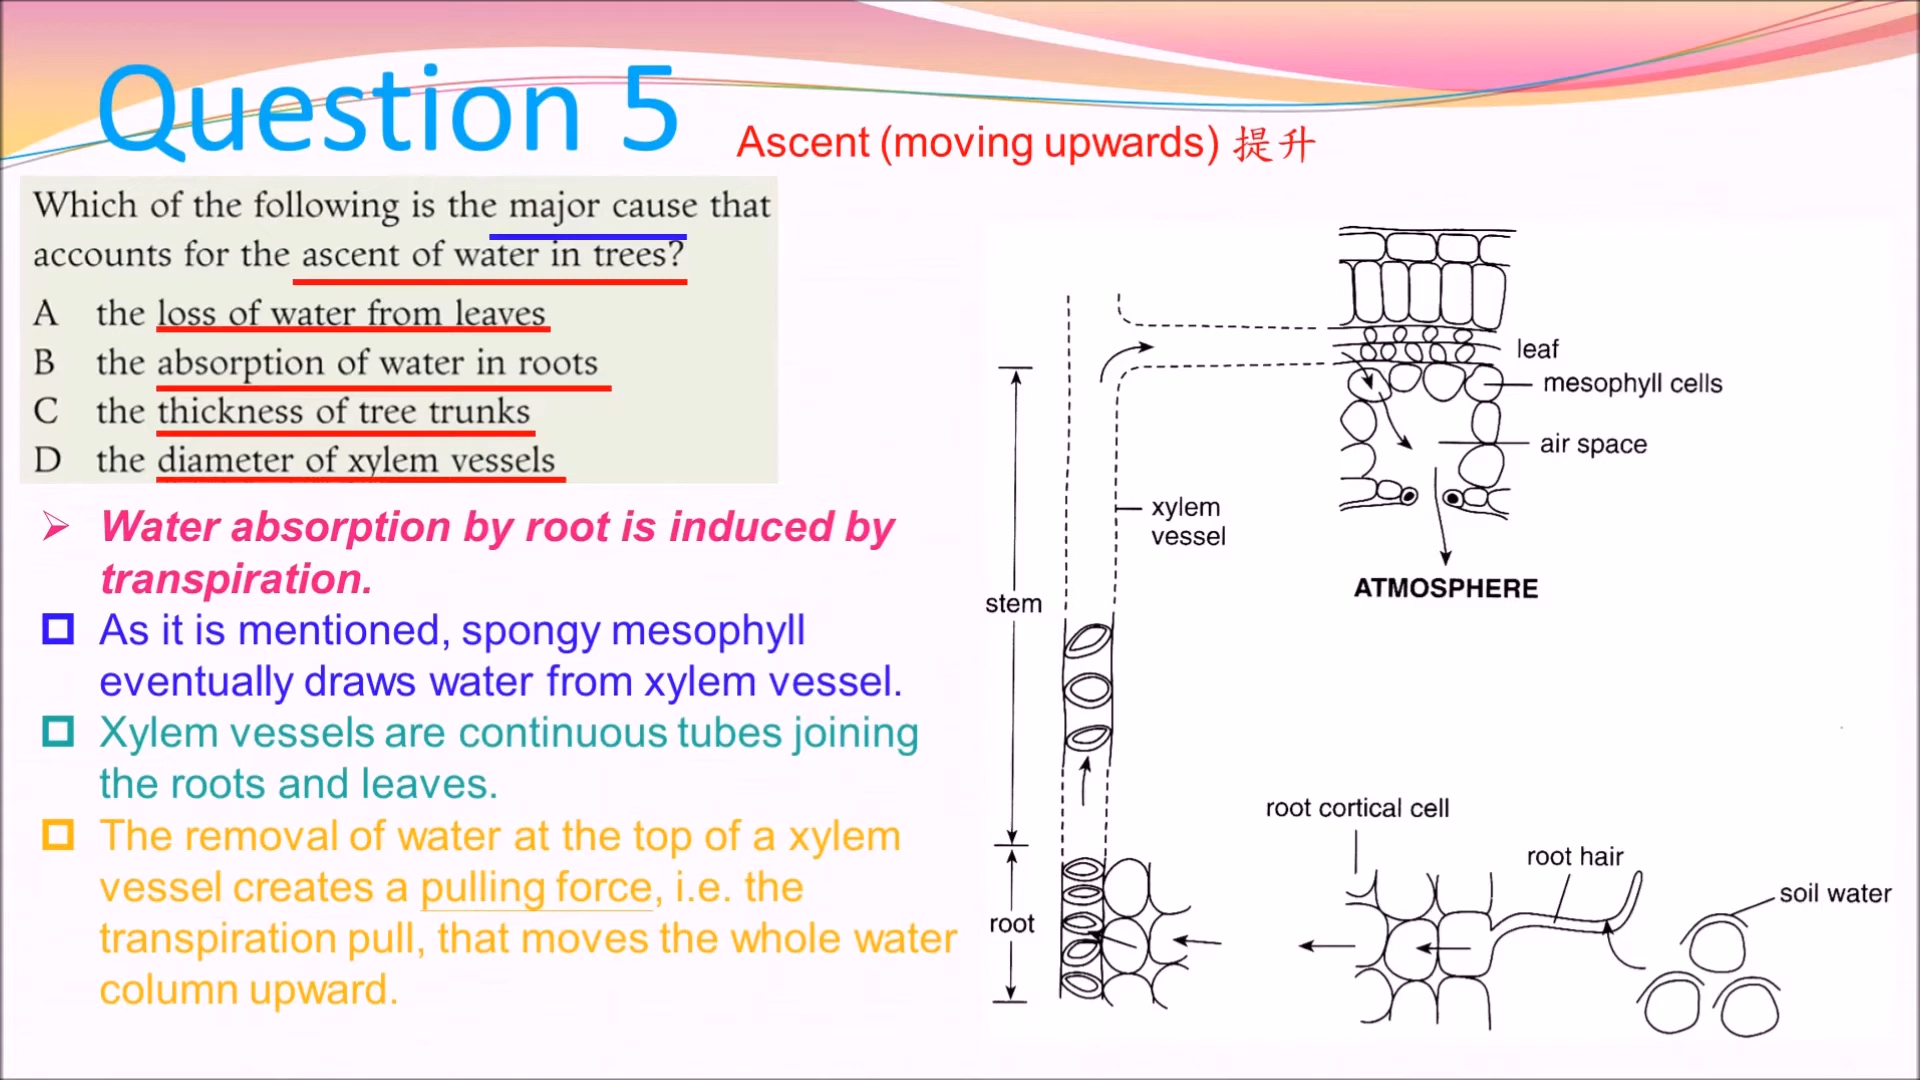 Question 5
Ascent (moving upwards) 提升
Which of the following is the major cause that
accounts for the ascent of water in trees?
A the loss of water from leaves
B the absorption of water in roots
C the thickness of tree trunks
D the diameter of xylem vessels
Water absorption by root is induced by
transpiration.
As it is mentioned, spongy mesophyll
eventually draws water from xylem vessel.
Xylem vessels are continuous tubes joining
the roots and leaves.
The removal of water at the top of a xylem
vessel creates a pulling force, i.e. the
transpiration pull, that moves the whole water
column upward.
leaf
mesophyll cells
air space
xylem
vessel
ATMOSPHERE
stem
root cortical cell
root hair
soil water
root